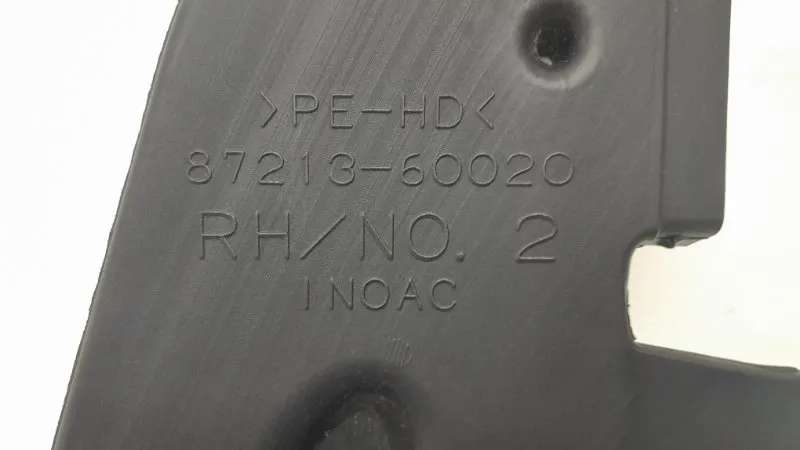 >PE-HD<
87213-60020
RH/NO. 2
INOAC